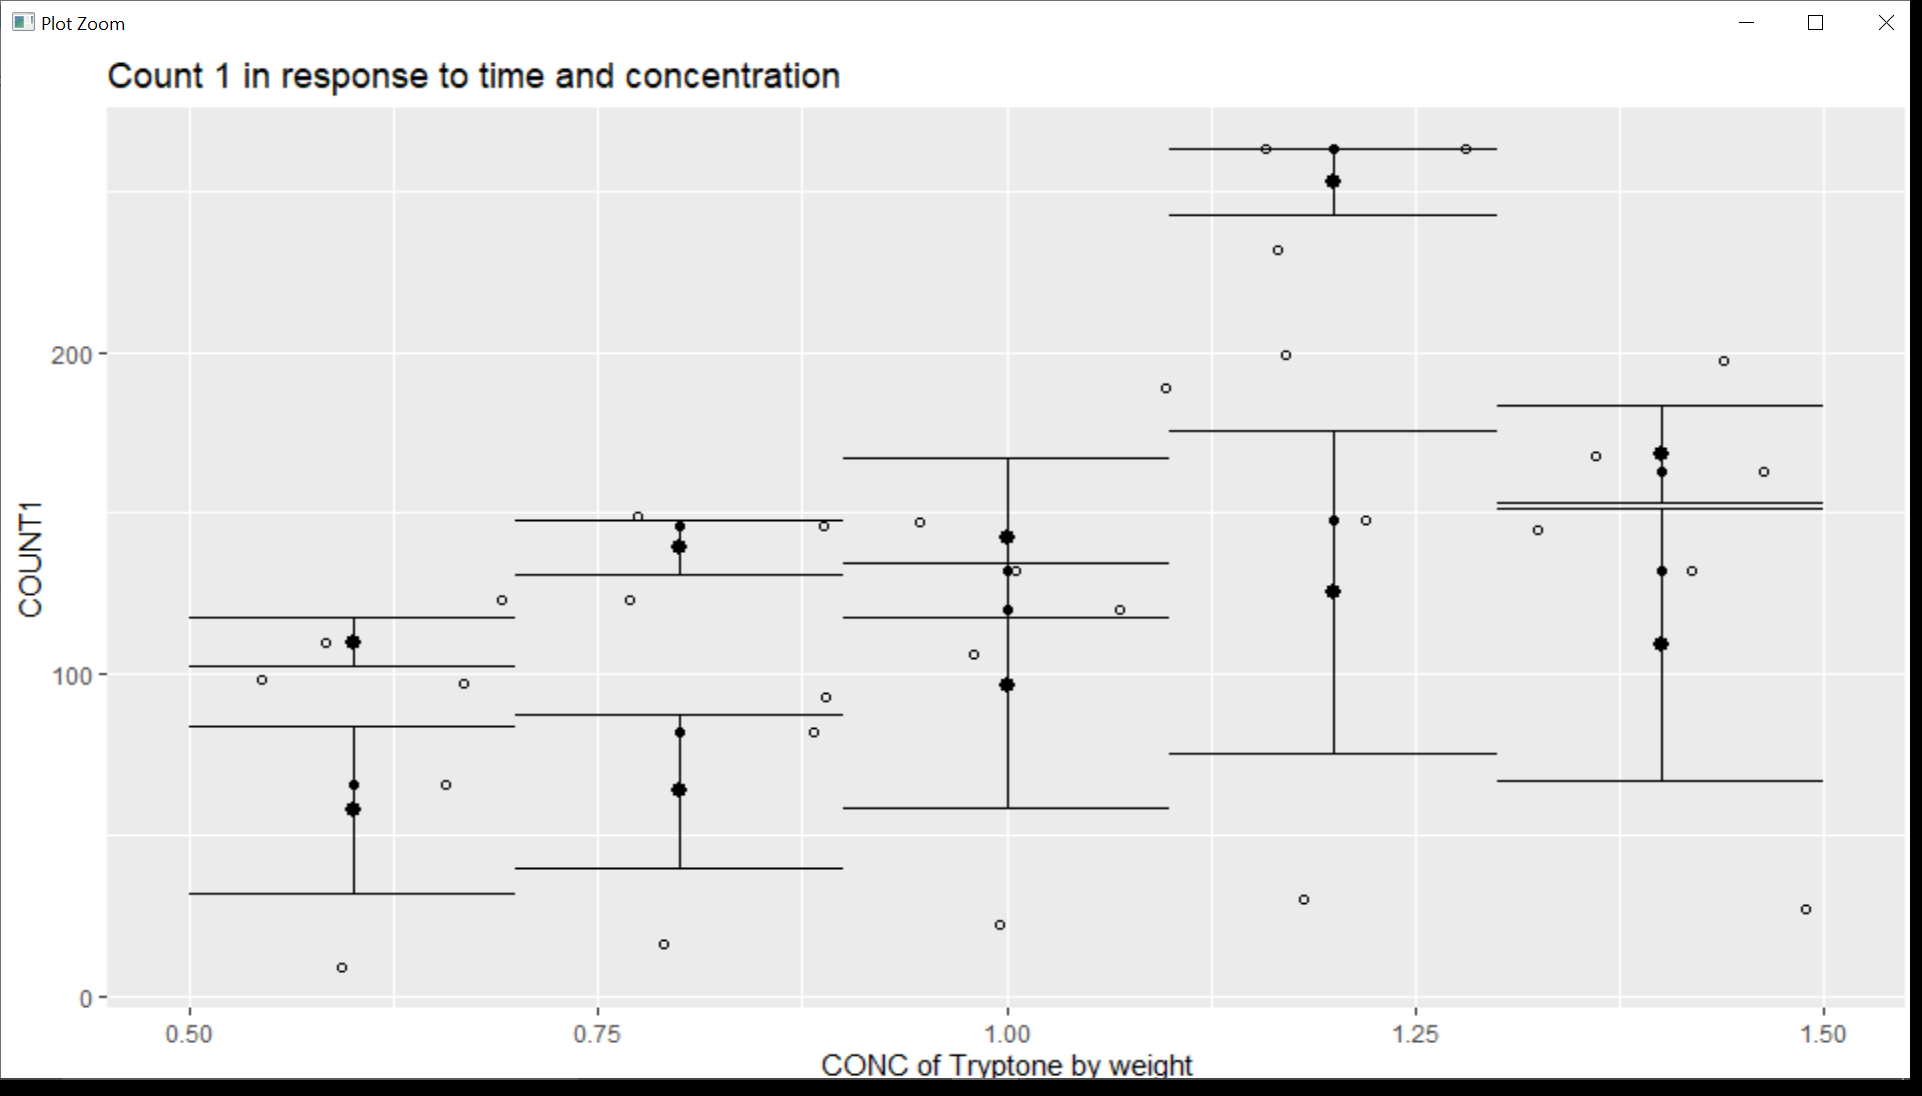 Plot Zoom
Count 1 in response to time and concentration
COUNT1
200
100
0
0.50 0.75 1.00 1.25 1.50
CONC of Tryptone by weight